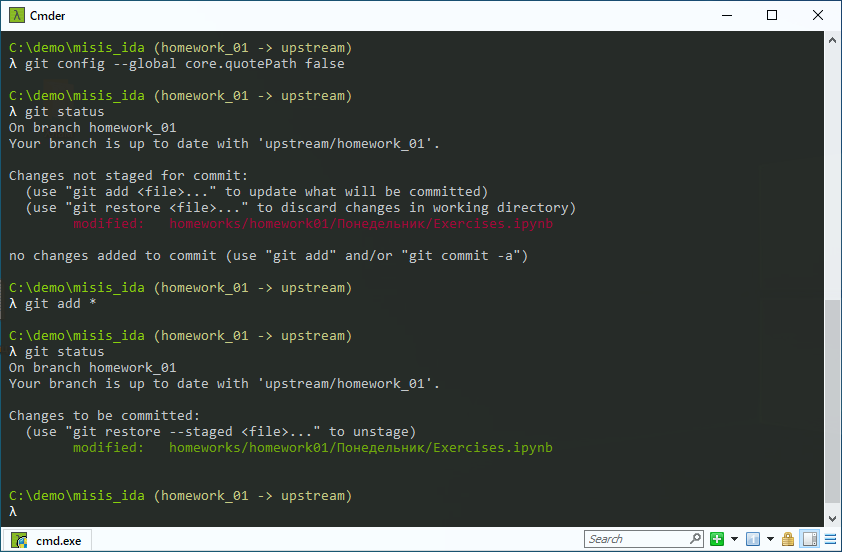 λ Cmder
C:\demo\misis_ida (homework_01 -> upstream)
λ git config --global core.quotePath false
C:\demo\misis_ida (homework_01 -> upstream)
λ git status
On branch homework_01
Your branch is up to date with 'upstream/homework_01'.
Changes not staged for commit:
(use "git add <file>..." to update what will be committed)
(use "git restore <file>..." to discard changes in working directory)
modified: homeworks/homework01/Понедельник/Exercises.ipynb
no changes added to commit (use "git add" and/or "git commit -a")
C:\demo\misis_ida (homework_01 -> upstream)
λ git add *
C:\demo\misis_ida (homework_01 -> upstream)
λ git status
On branch homework_01
Your branch is up to date with 'upstream/homework_01'.
Changes to be committed:
(use "git restore --staged <file>..." to unstage)
modified: homeworks/homework01/Понедельник/Exercises.ipynb
C:\demo\misis_ida (homework_01 -> upstream)
λ
cmd.exe Search